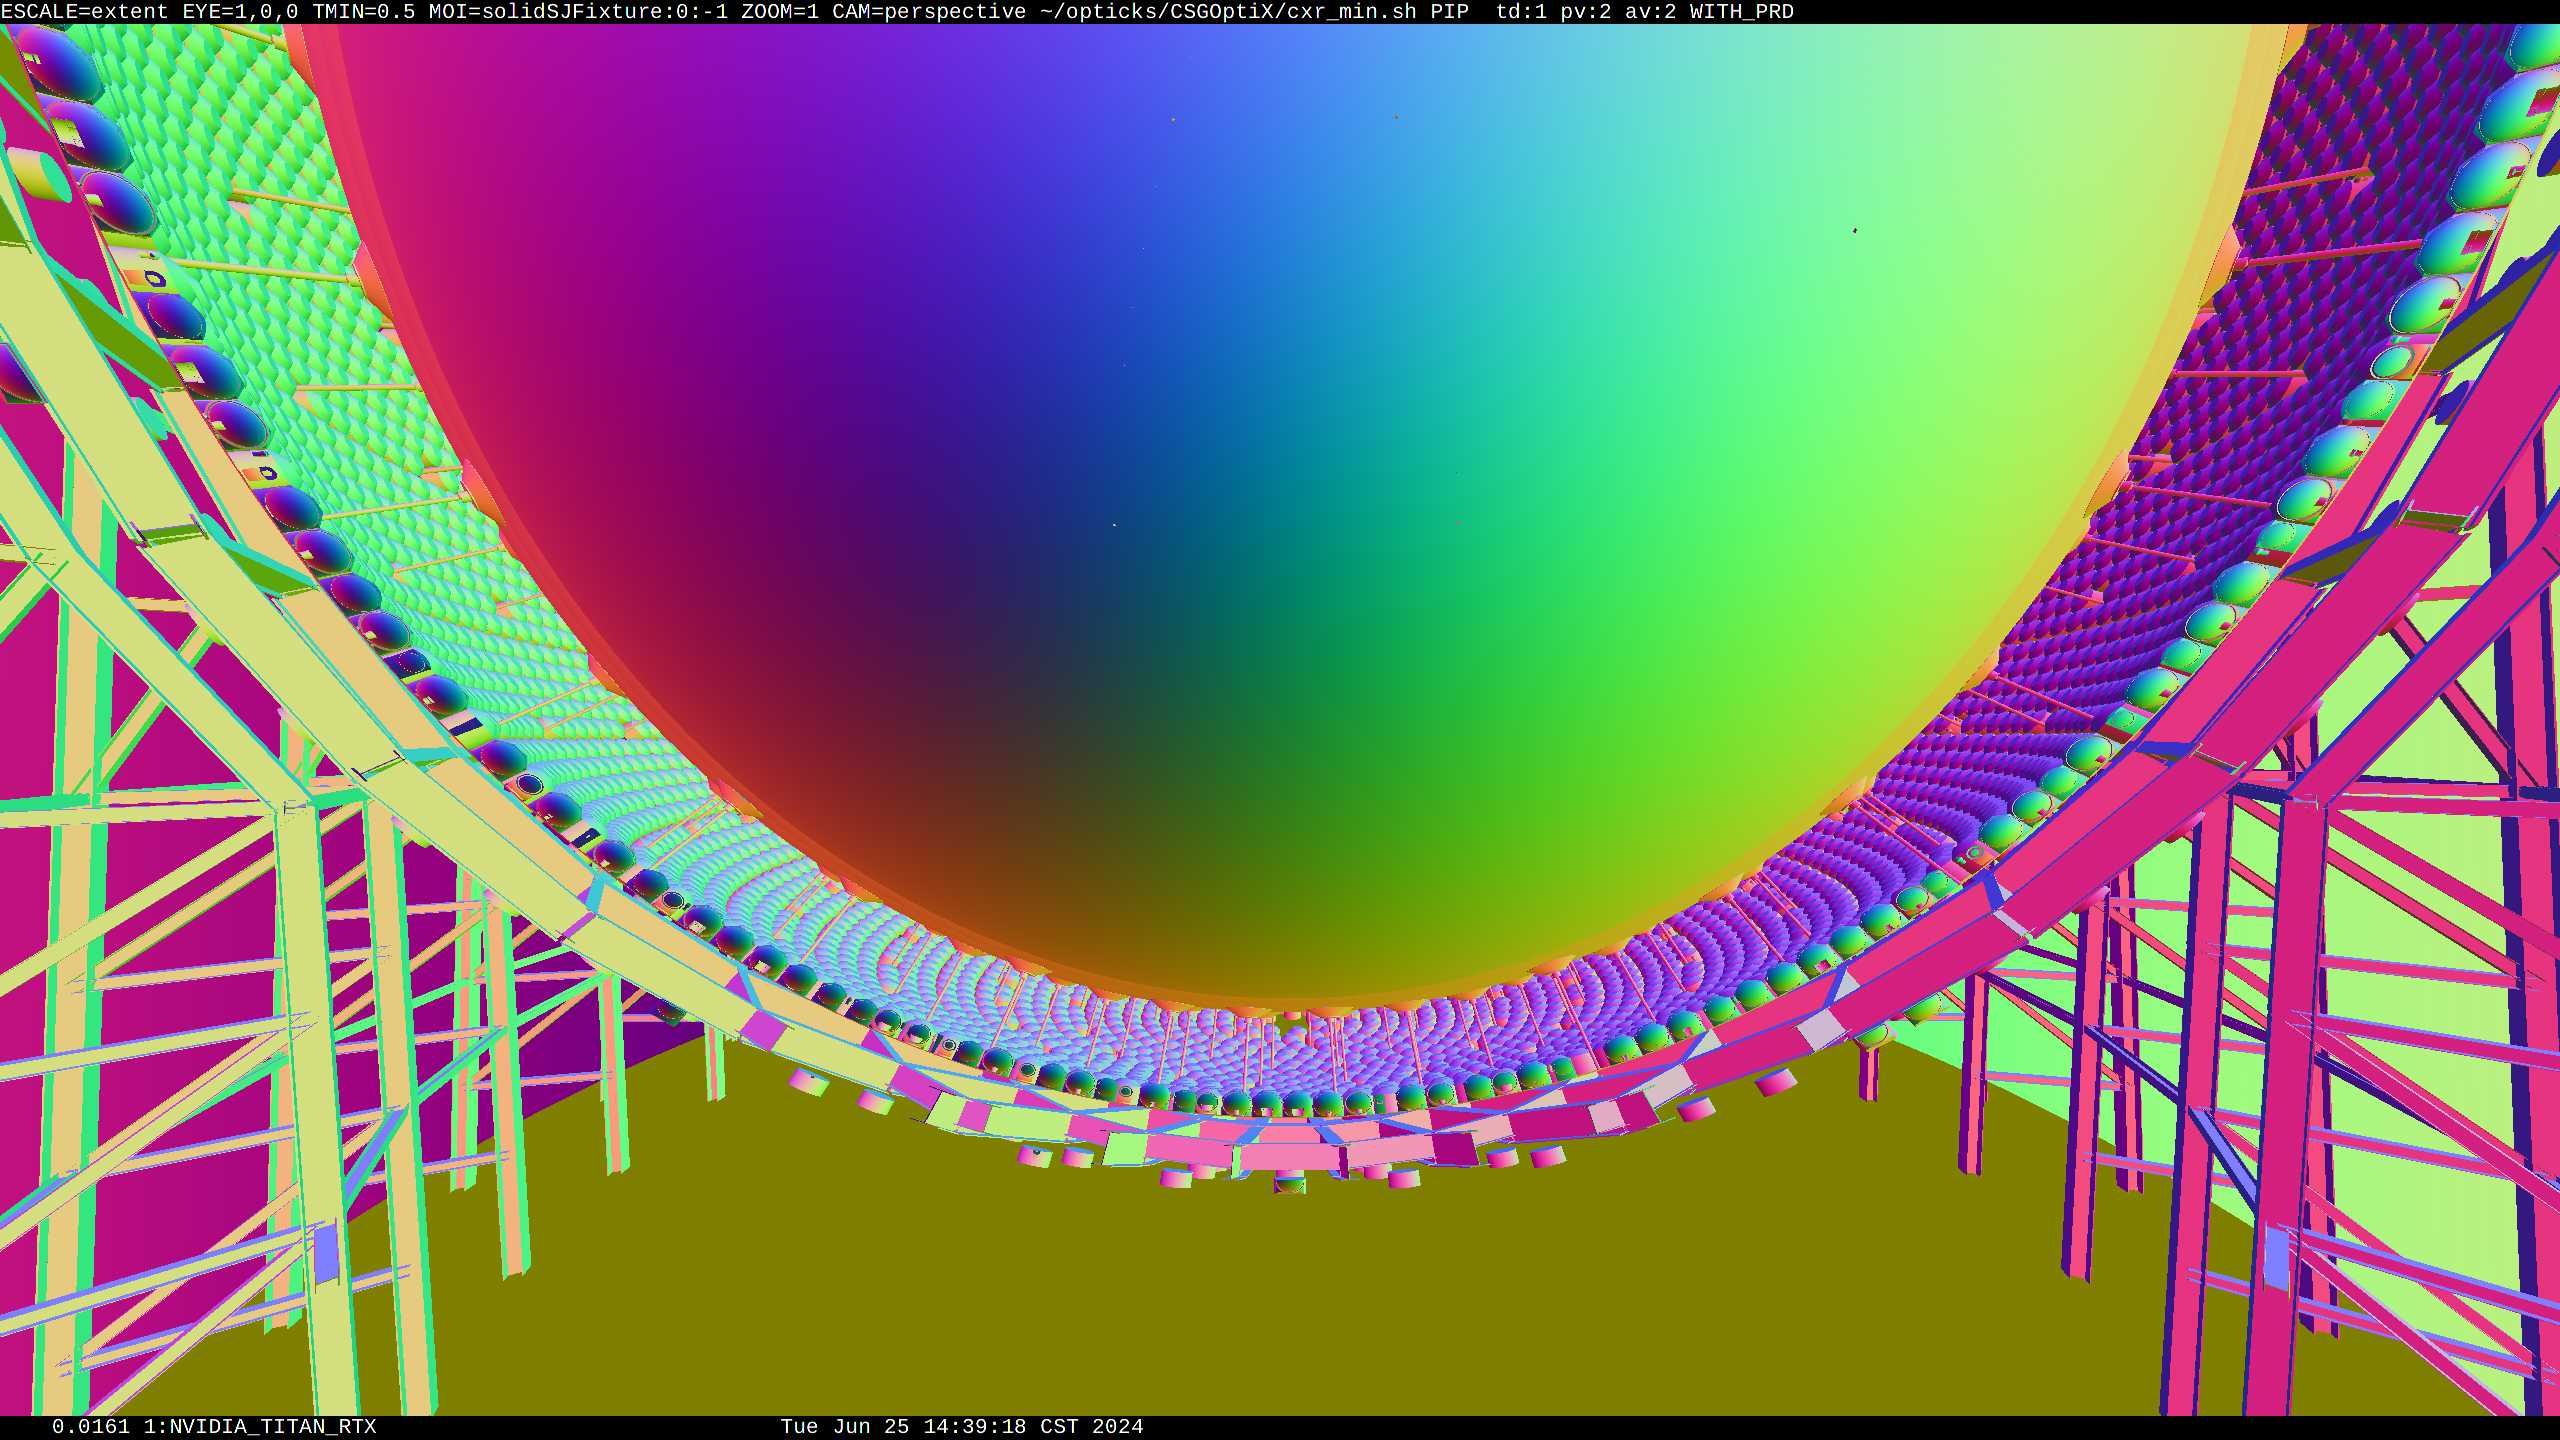 ESCALE=extent EYE=1,0,0 TMIN=0.5 MOI=solidSJFixture:0:-1 ZOOM=1 CAM=perspective ~/opticks/CSGOptiX/cxr_min.sh PIP  td:1 pv:2 av:2 WITH_PRD
0.0161 1:NVIDIA_TITAN_RTX
Tue Jun 25 14:39:18 CST 2024